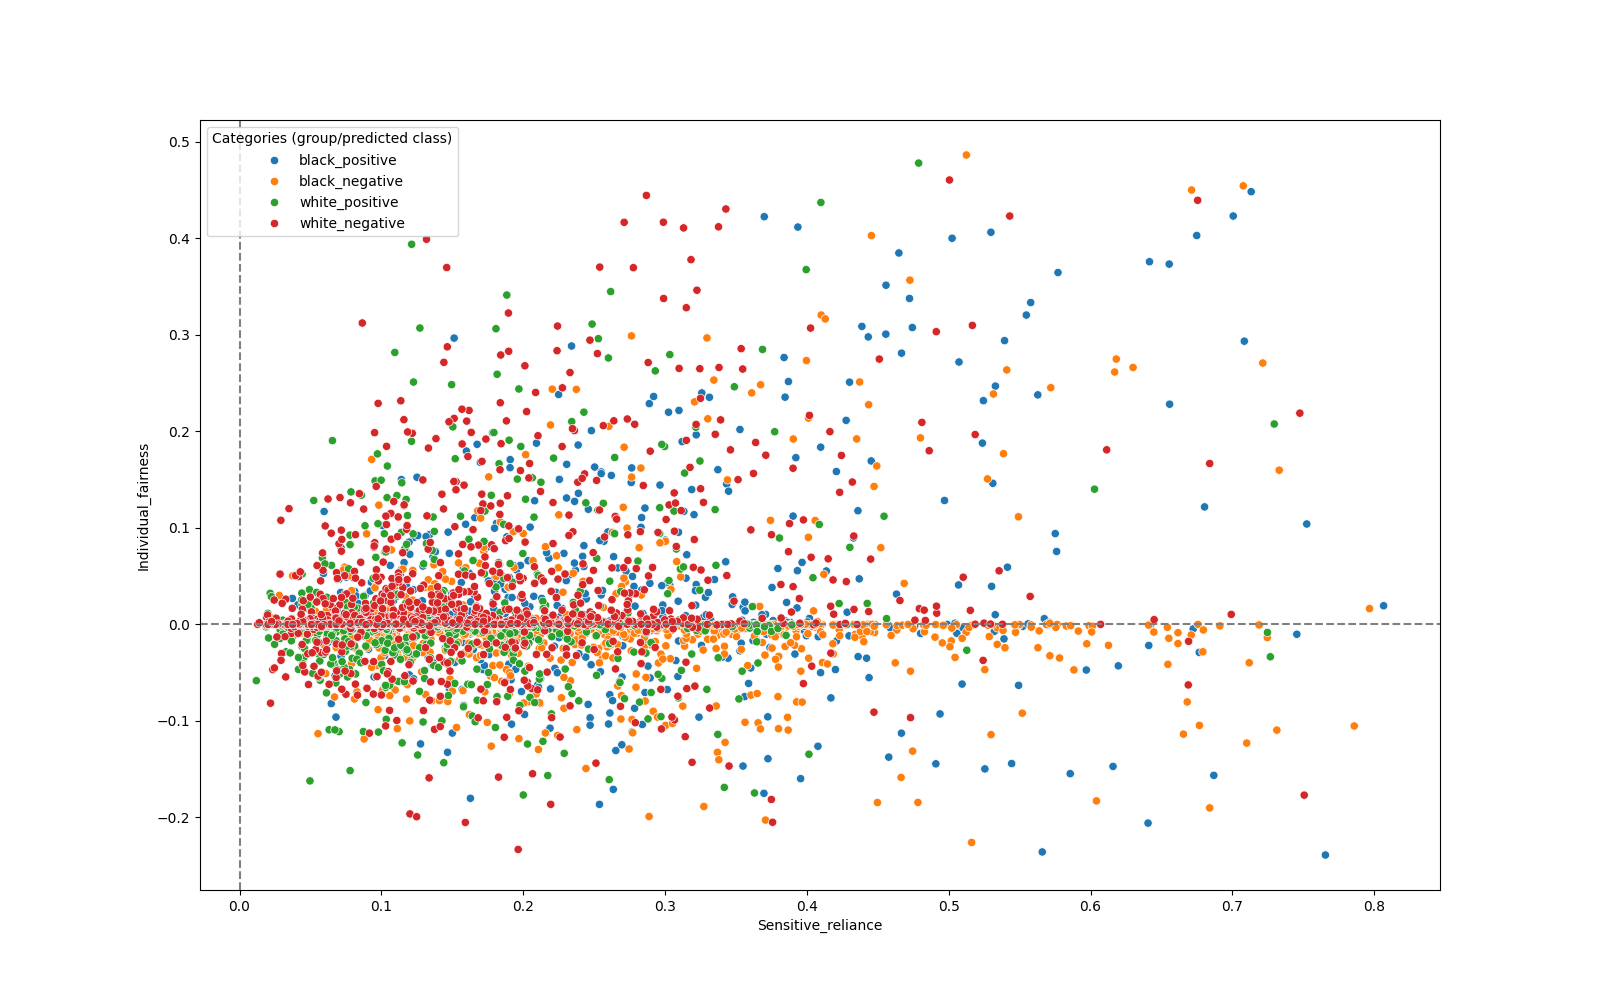 Categories (group/predicted class)
black_positive
black_negative
white_positive
white_negative
0.5
0.4
0.3
0.2
0.1
0.0
−0.1
−0.2
Individual_fairness
0.0 0.1 0.2 0.3 0.4 0.5 0.6 0.7 0.8
Sensitive_reliance